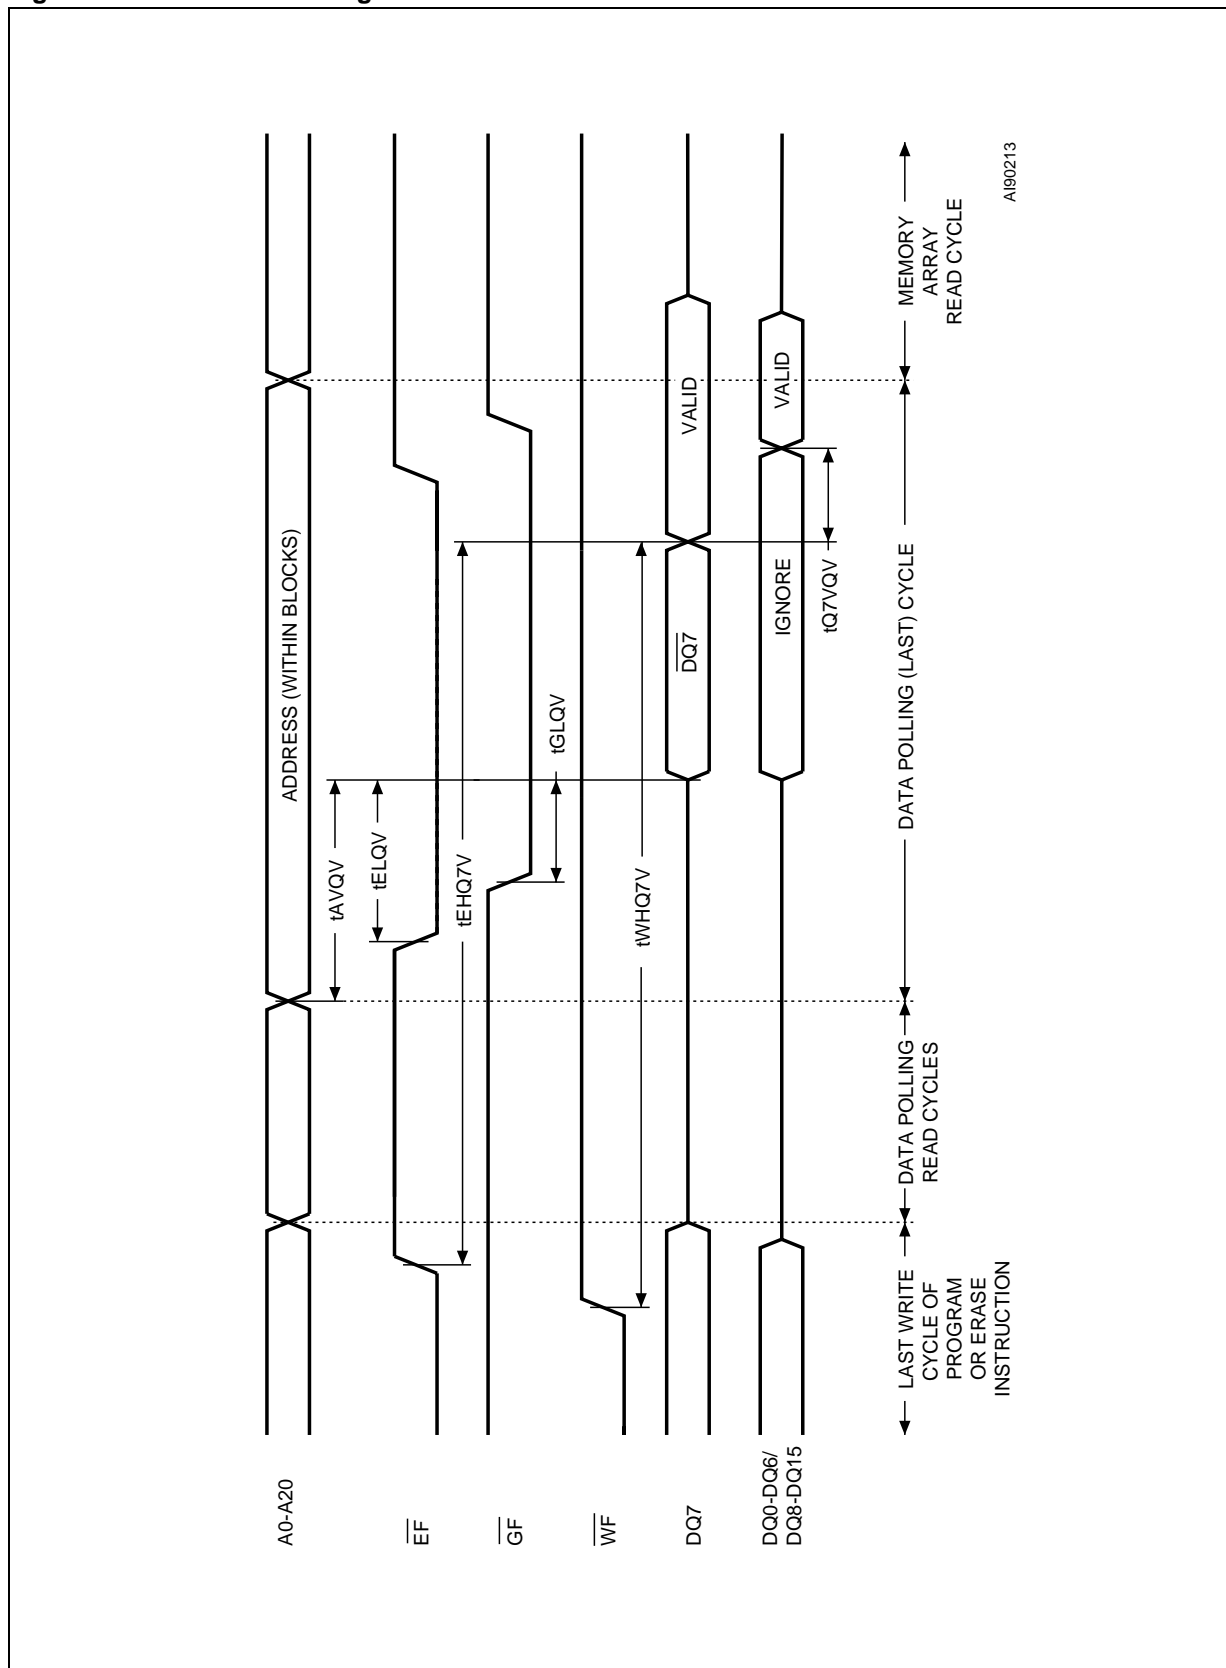 A0-A20
ADDRESS (WITHIN BLOCKS)
tAVQV
tELQV
EF
tEHQ7V
GF
tGLQV
WF
tWHQ7V
DQ7
DQ7
VALID
DQ0-DQ6/
DQ8-DQ15
IGNORE
VALID
tQ7VQV
LAST WRITE
CYCLE OF
PROGRAM
OR ERASE
INSTRUCTION
DATA POLLING
READ CYCLES
DATA POLLING (LAST) CYCLE
MEMORY
ARRAY
READ CYCLE
AI90213